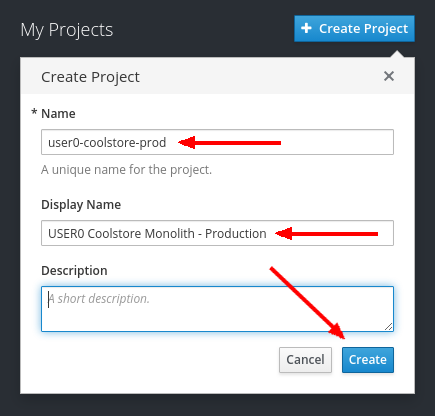 My Projects
+ Create Project
Create Project ×
* Name
user0-coolstore-prod
A unique name for the project.
Display Name
USER0 Coolstore Monolith - Production
Description
A short description.
Cancel Create